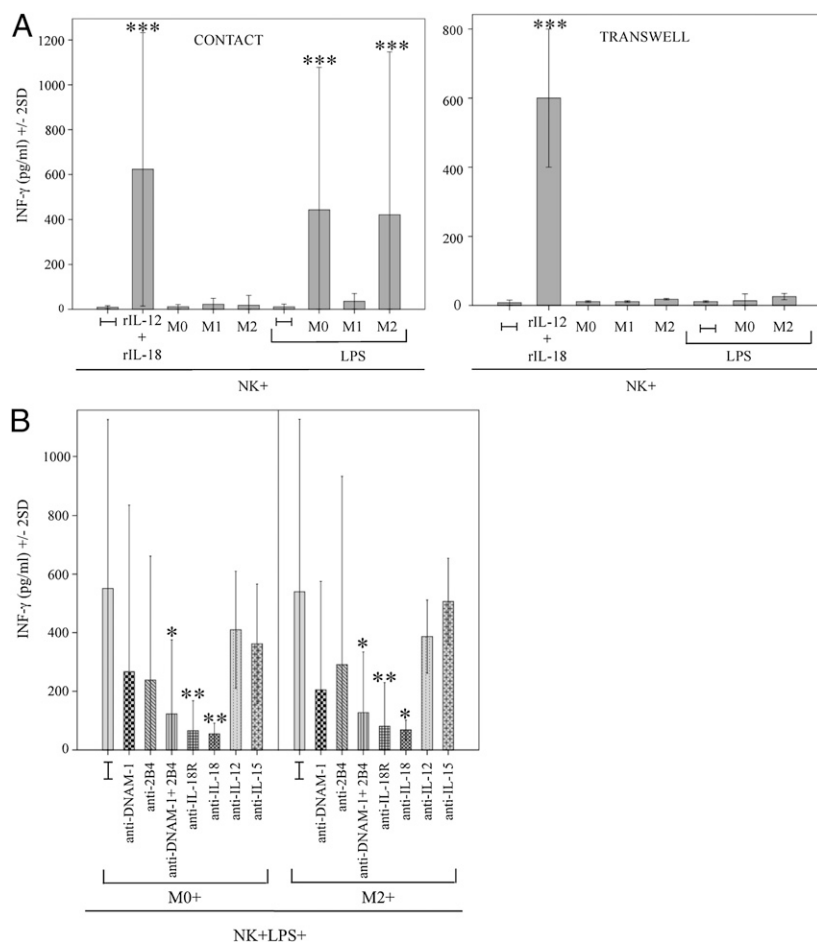 A
CONTACT
INF-γ (pg/ml) +/- 2SD
1200
1000
800
600
400
200
0
***
***
***
rIL-12
+
rIL-18
M0
M1
M2
M0
M1
M2
LPS
NK+
TRANSWELL
800
600
400
200
0
***
rIL-12
+
rIL-18
M0
M1
M2
M0
M2
LPS
NK+
B
INF-γ (pg/ml) +/- 2SD
1000
800
600
400
200
0
*
**
**
*
**
*
anti-DNAM-1
anti-2B4
anti-DNAM-1+ 2B4
anti-IL-18R
anti-IL-18
anti-IL-12
anti-IL-15
anti-DNAM-1
anti-2B4
anti-DNAM-1+ 2B4
anti-IL-18R
anti-IL-18
anti-IL-12
anti-IL-15
M0+
M2+
NK+LPS+